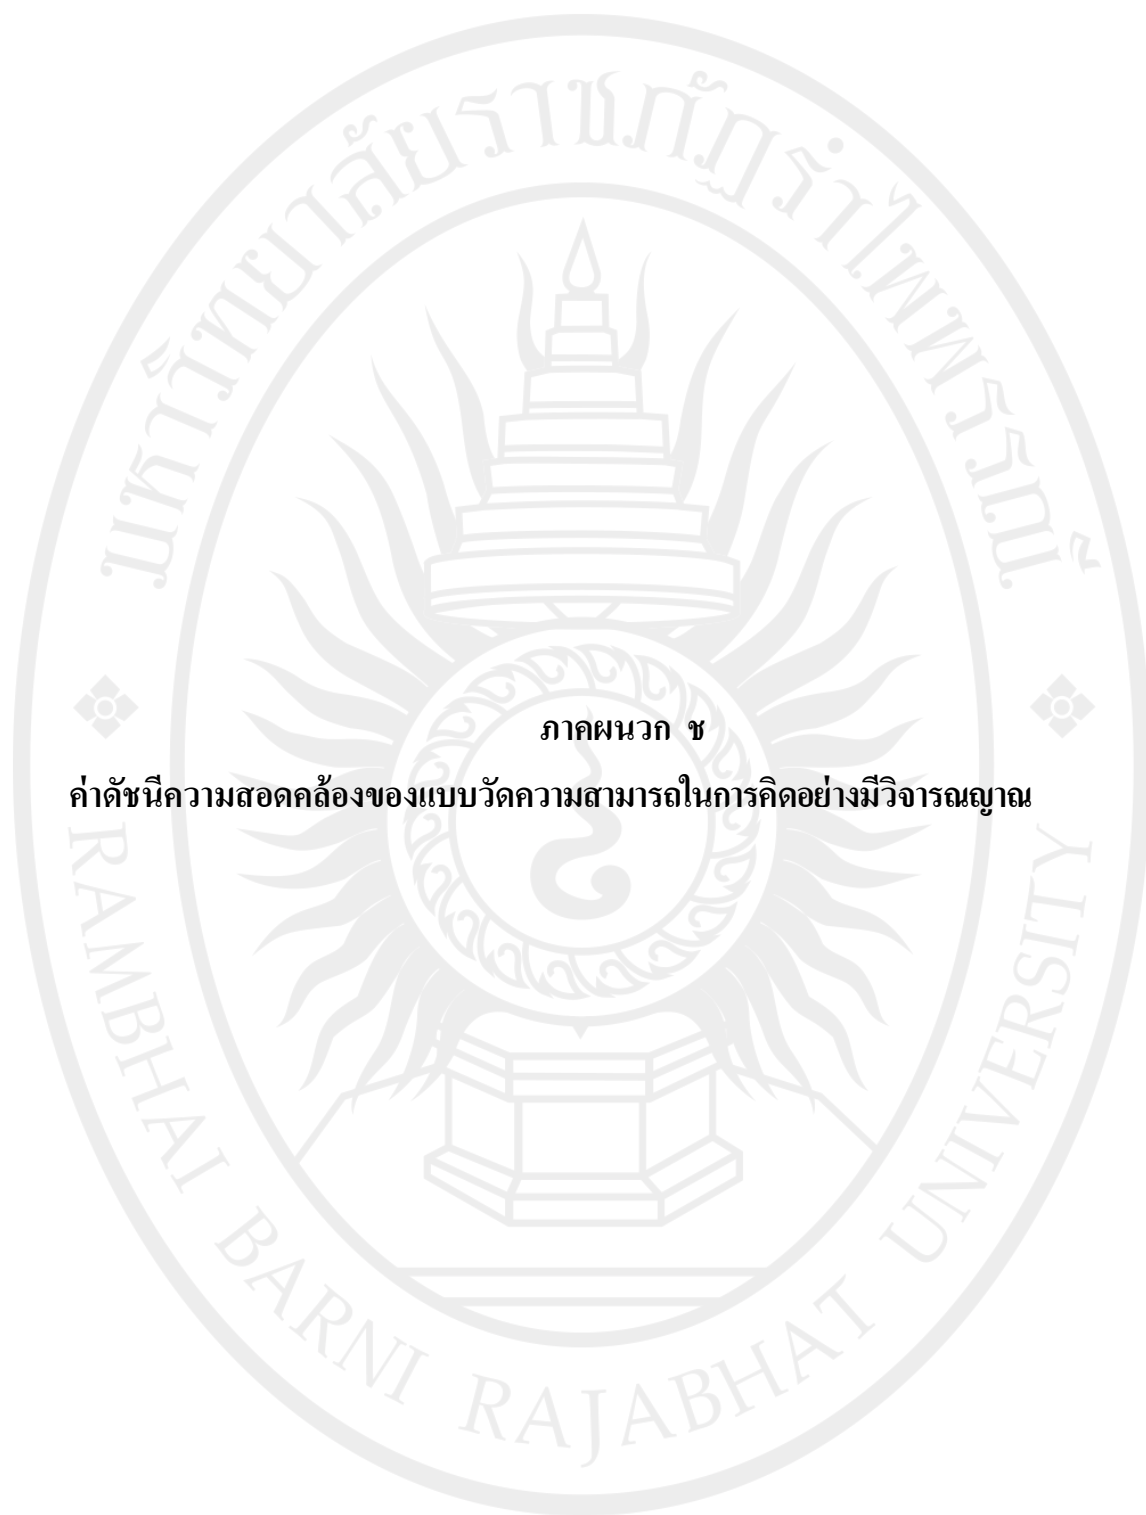 มหาวิทยาลัยราชภัฏรำไพพรรณี
ภาคผนวก ช
ค่าดัชนีความสอดคล้องของแบบวัดความสามารถในการคิดอย่างมีวิจารณญาณ
RAMBHAI BARNI RAJABHAT UNIVERSITY